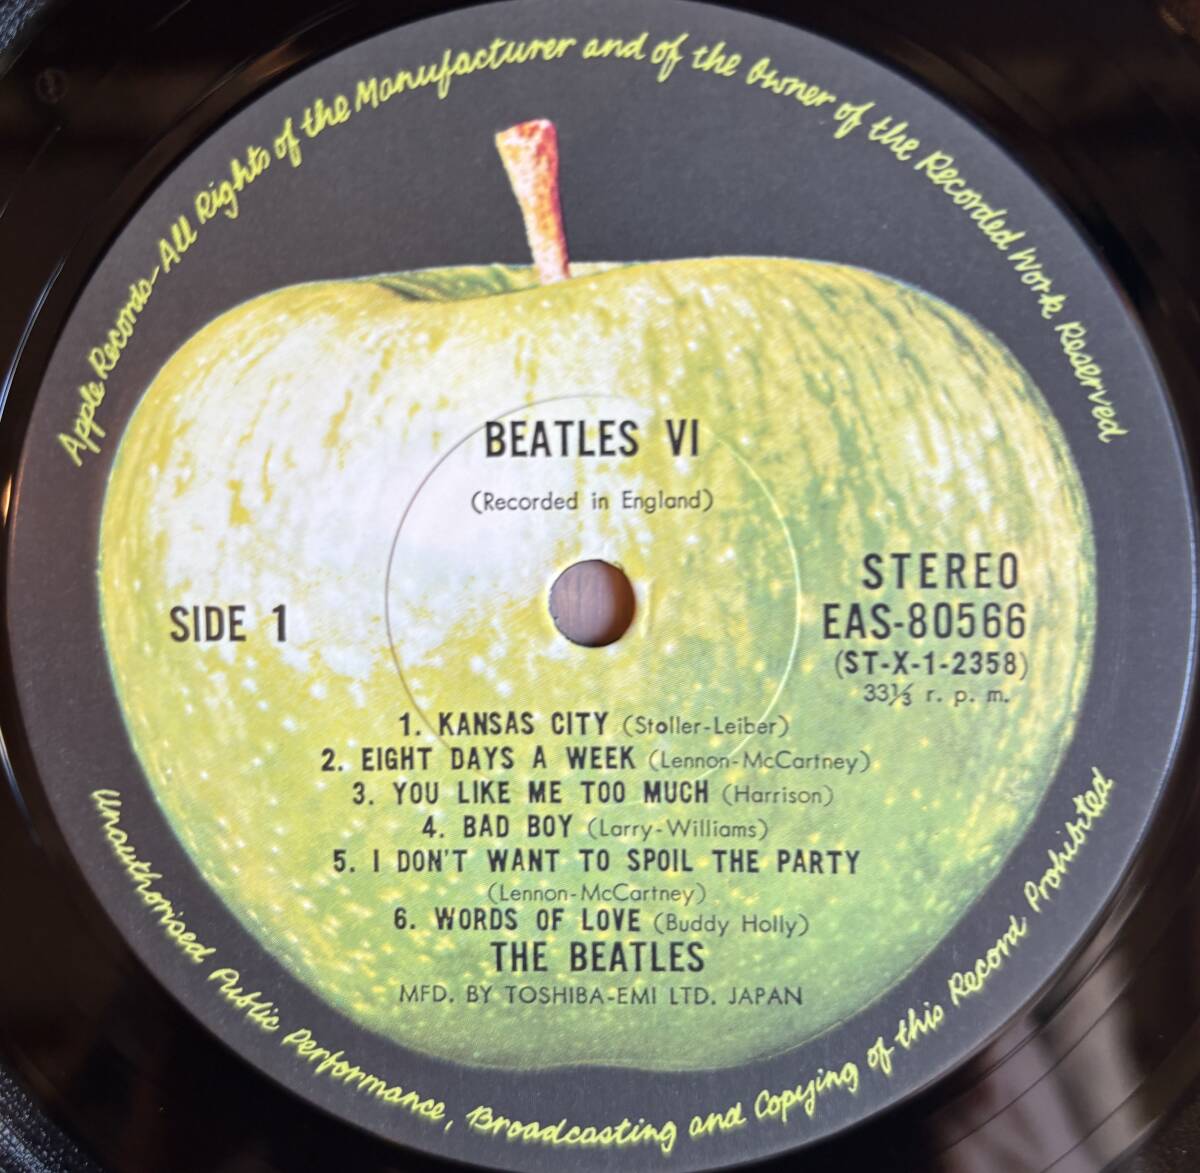 Apple Records—All Rights of the Manufacturer and of the Owner of the Recorded Work Reserved
BEATLES VI
(Recorded in England)
SIDE 1
STEREO
EAS-80566
(ST-X-1-2358)
33⅓ r. p. m.
1. KANSAS CITY (Stoller-Leiber)
2. EIGHT DAYS A WEEK (Lennon-McCartney)
3. YOU LIKE ME TOO MUCH (Harrison)
4. BAD BOY (Larry-Williams)
5. I DON'T WANT TO SPOIL THE PARTY
(Lennon-McCartney)
6. WORDS OF LOVE (Buddy Holly)
THE BEATLES
MFD. BY TOSHIBA-EMI LTD. JAPAN
Unauthorised Public Performance, Broadcasting and Copying of this Record Prohibited